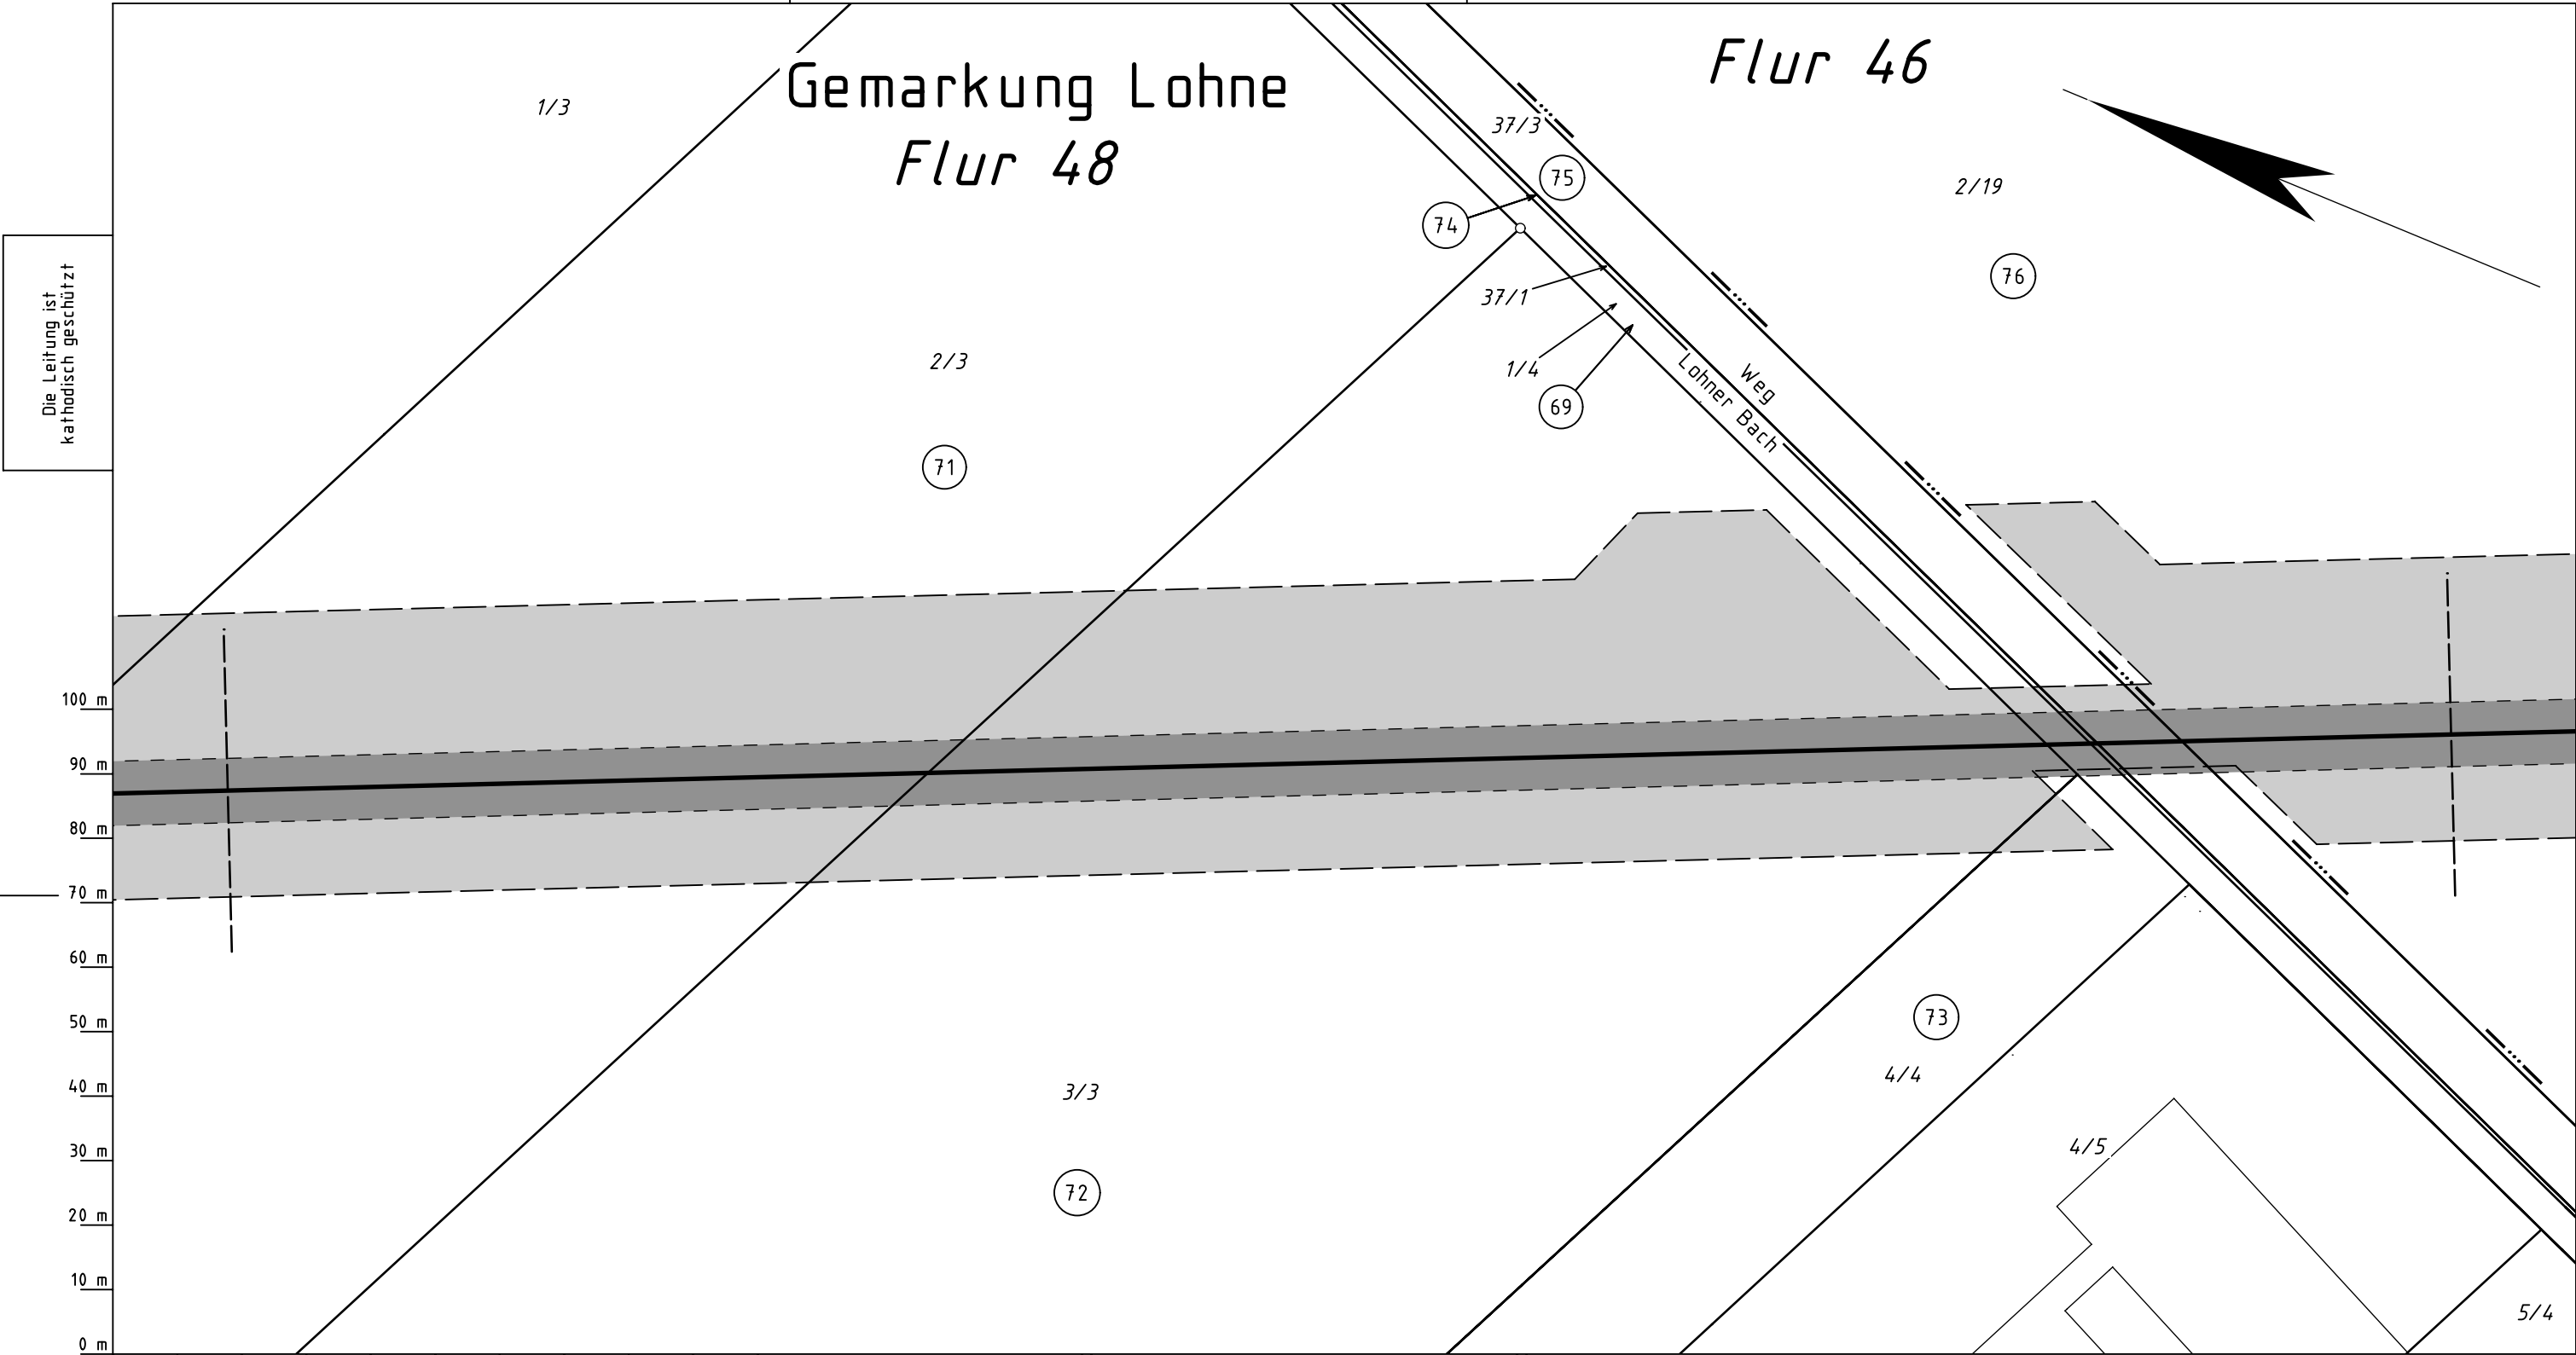 Flur 46
Gemarkung Lohne
1/3
37/3
Flur 48
75
2/19
74
76
37/1
Die Leitung ist
kathodisch geschützt
2/3
1/4
Weg
Lohner Bach
69
71
100 m
90 m
80 m
70 m
60 m
50 m
73
40 m
4/4
3/3
30 m
4/5
72
20 m
10 m
5/4
0 m